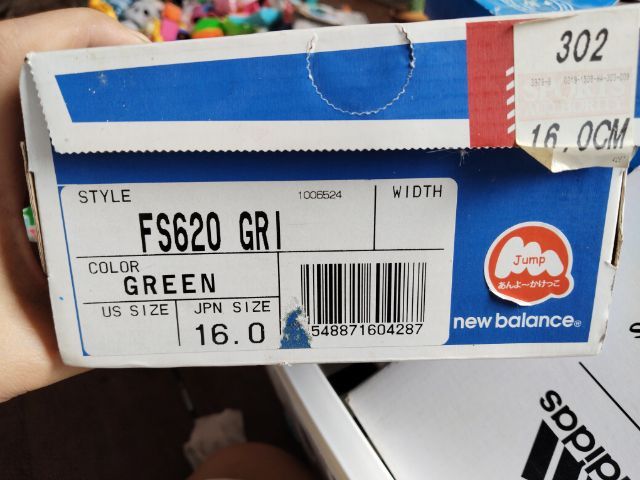 302
16.0CM
STYLE
1006524
WIDTH
FS620 GRI
COLOR
GREEN
US SIZE
JPN SIZE
16.0
548871604287
Jump
あんよ〜かけっこ
new balance®
adidas